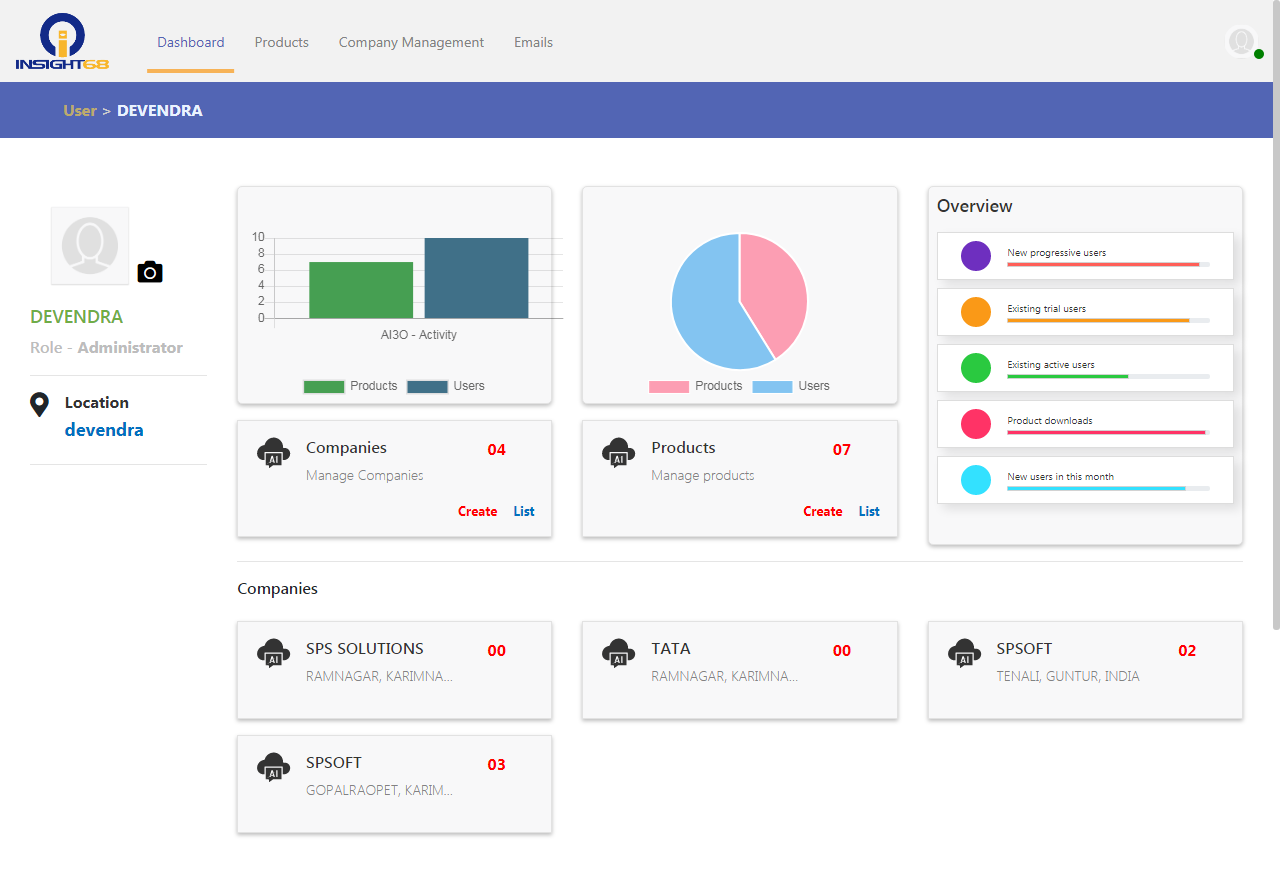 INSIGHT68
Dashboard Products Company Management Emails
User > DEVENDRA
DEVENDRA
Role - Administrator
Location
devendra
10
8
6
4
2
0
AI3O - Activity
Products Users
Products Users
Overview
New progressive users
Existing trial users
Existing active users
Product downloads
New users in this month
AI
Companies 04
Manage Companies
Create List
AI
Products 07
Manage products
Create List
Companies
AI
SPS SOLUTIONS 00
RAMNAGAR, KARIMNA...
AI
TATA 00
RAMNAGAR, KARIMNA...
AI
SPSOFT 02
TENALI, GUNTUR, INDIA
AI
SPSOFT 03
GOPALRAOPET, KARIM...